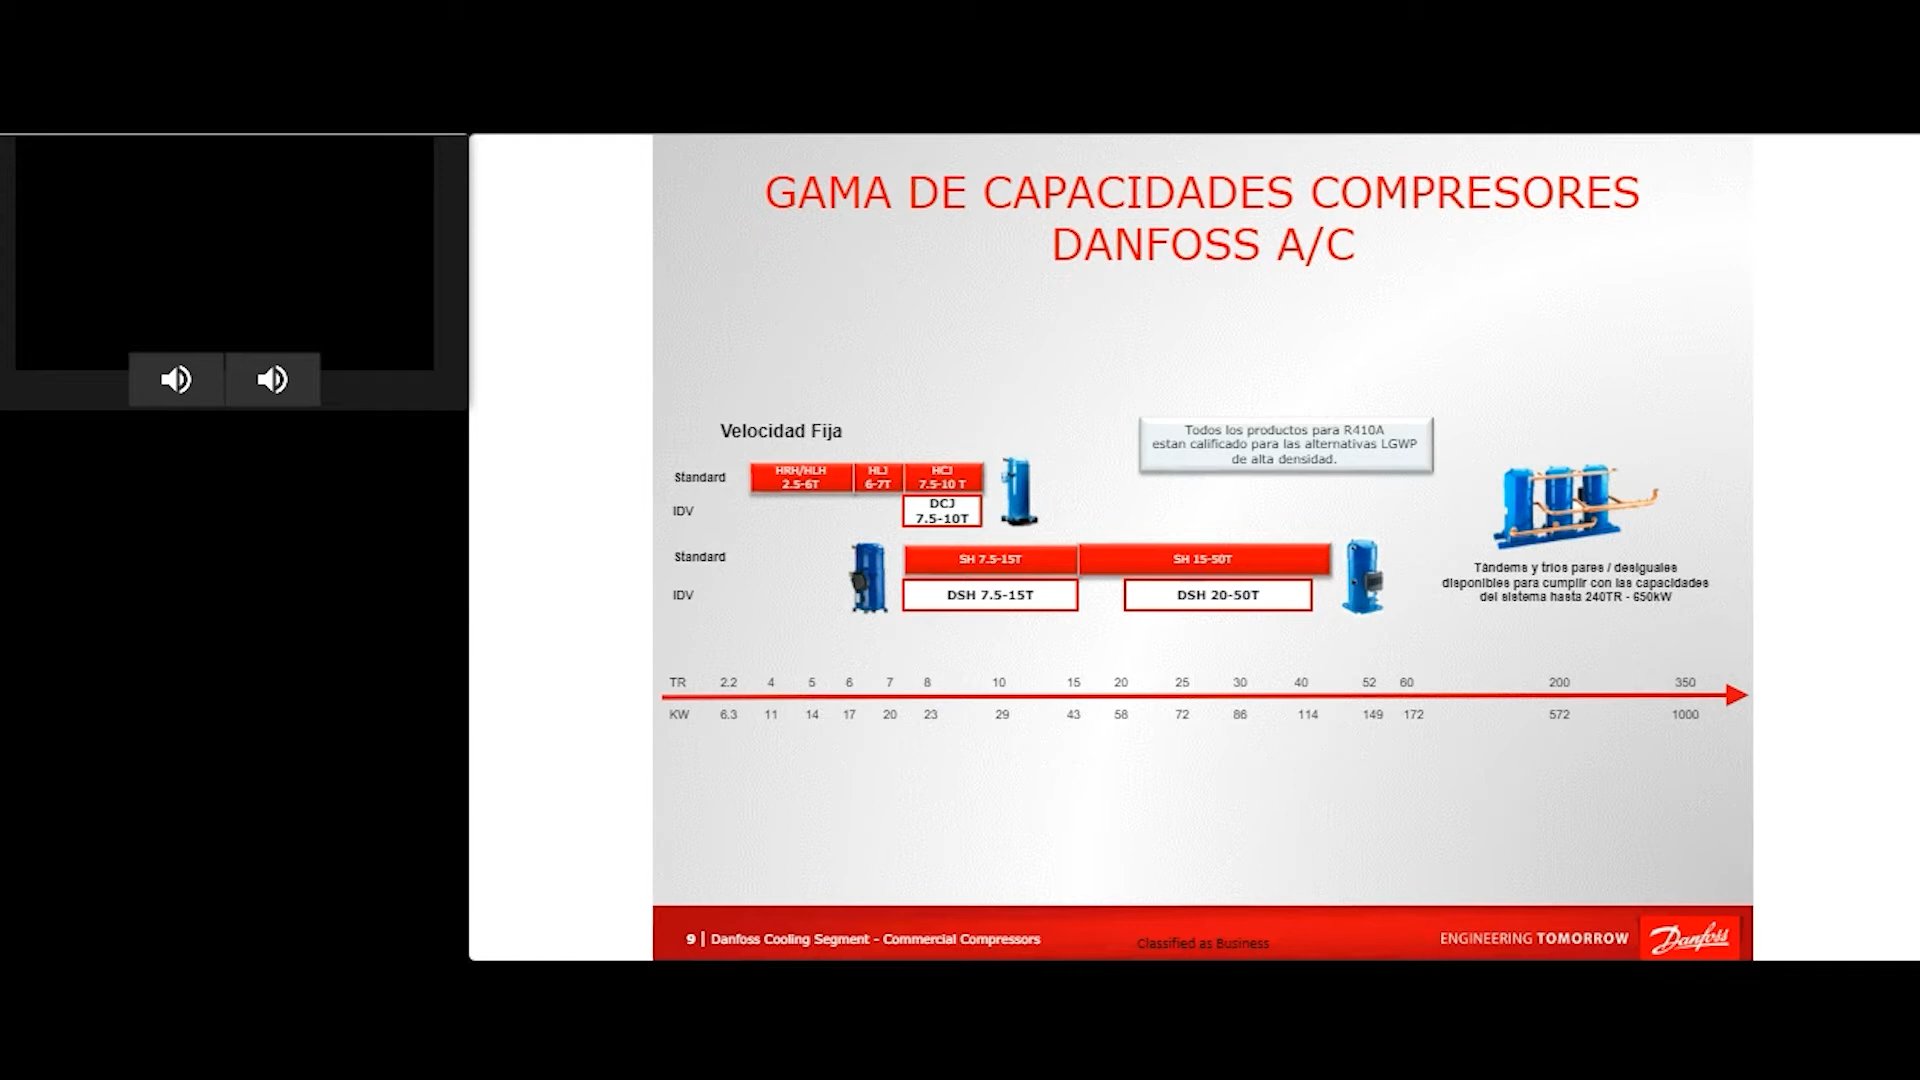 GAMA DE CAPACIDADES COMPRESORES
DANFOSS A/C
Velocidad Fija
Todos los productos para R410A
estan calificado para las alternativas LGWP
de alta densidad.
Standard
HRH/HLH
2.5-6T
HLJ
6-7T
HCJ
7.5-10 T
IDV
DCJ
7.5-10T
Standard
SH 7.5-15T
SH 15-50T
IDV
DSH 7.5-15T
DSH 20-50T
Tándems y tríos pares / desiguales
disponibles para cumplir con las capacidades
del sistema hasta 240TR - 650kW
TR 2.2 4 5 6 7 8 10 15 20 25 30 40 52 60 200 350
KW 6.3 11 14 17 20 23 29 43 58 72 86 114 149 172 572 1000
9 | Danfoss Cooling Segment - Commercial Compressors
Classified as Business
ENGINEERING TOMORROW
Danfoss